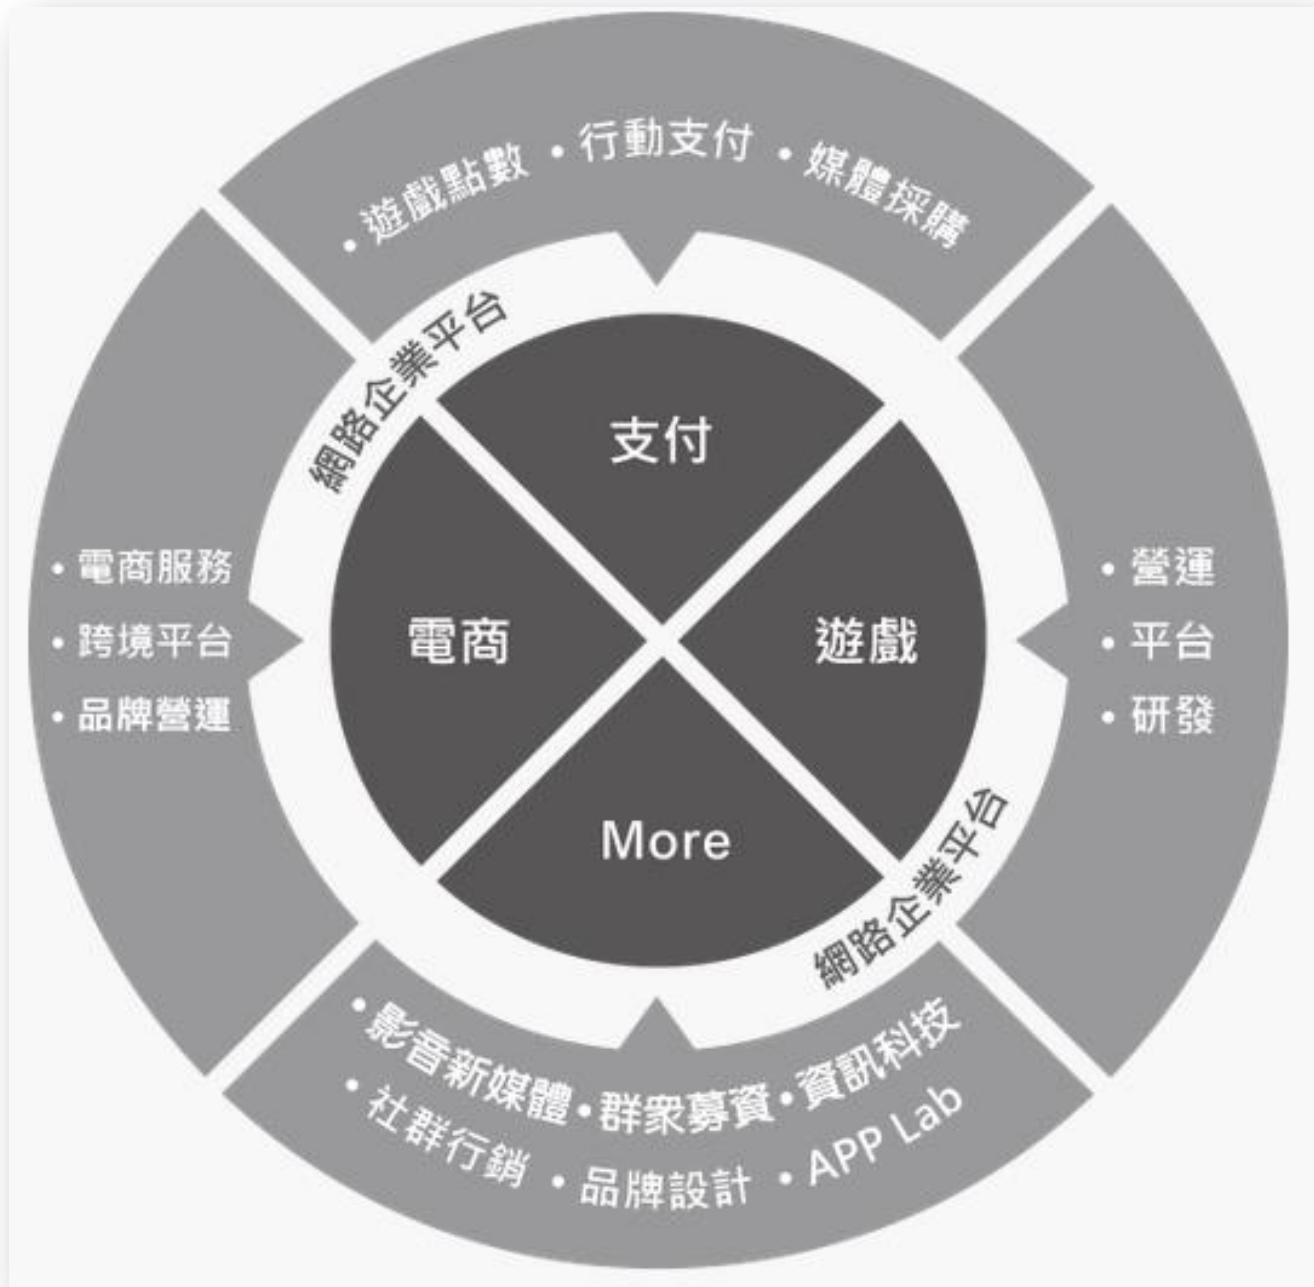 • 遊戲點數 • 行動支付 • 媒體採購
網路企業平台
支付
• 電商服務
• 跨境平台
• 品牌營運
電商
遊戲
• 營運
• 平台
• 研發
More
網路企業平台
• 影音新媒體 • 群衆募資 • 資訊科技
• 社群行銷 • 品牌設計 • APP Lab